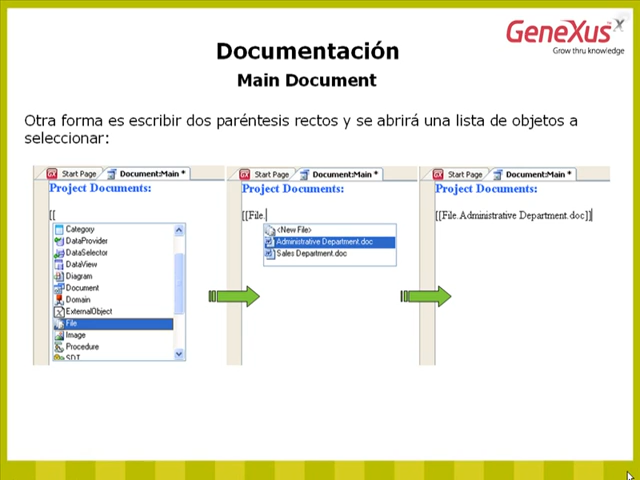 GeneXus X
Grow thru knowledge
Documentación
Main Document
Otra forma es escribir dos paréntesis rectos y se abrirá una lista de objetos a
seleccionar:
GX Start Page Document:Main *
Project Documents:
[[
Category
DataProvider
DataSelector
DataView
Diagram
Document
Domain
ExternalObject
File
Image
Procedure
SDT
GX Start Page Document:Main *
Project Documents:
[[File.
<New File>
Administrative Department.doc
Sales Department.doc
GX Start Page Document:Main *
Project Documents:
[[File.Administrative Department.doc]]